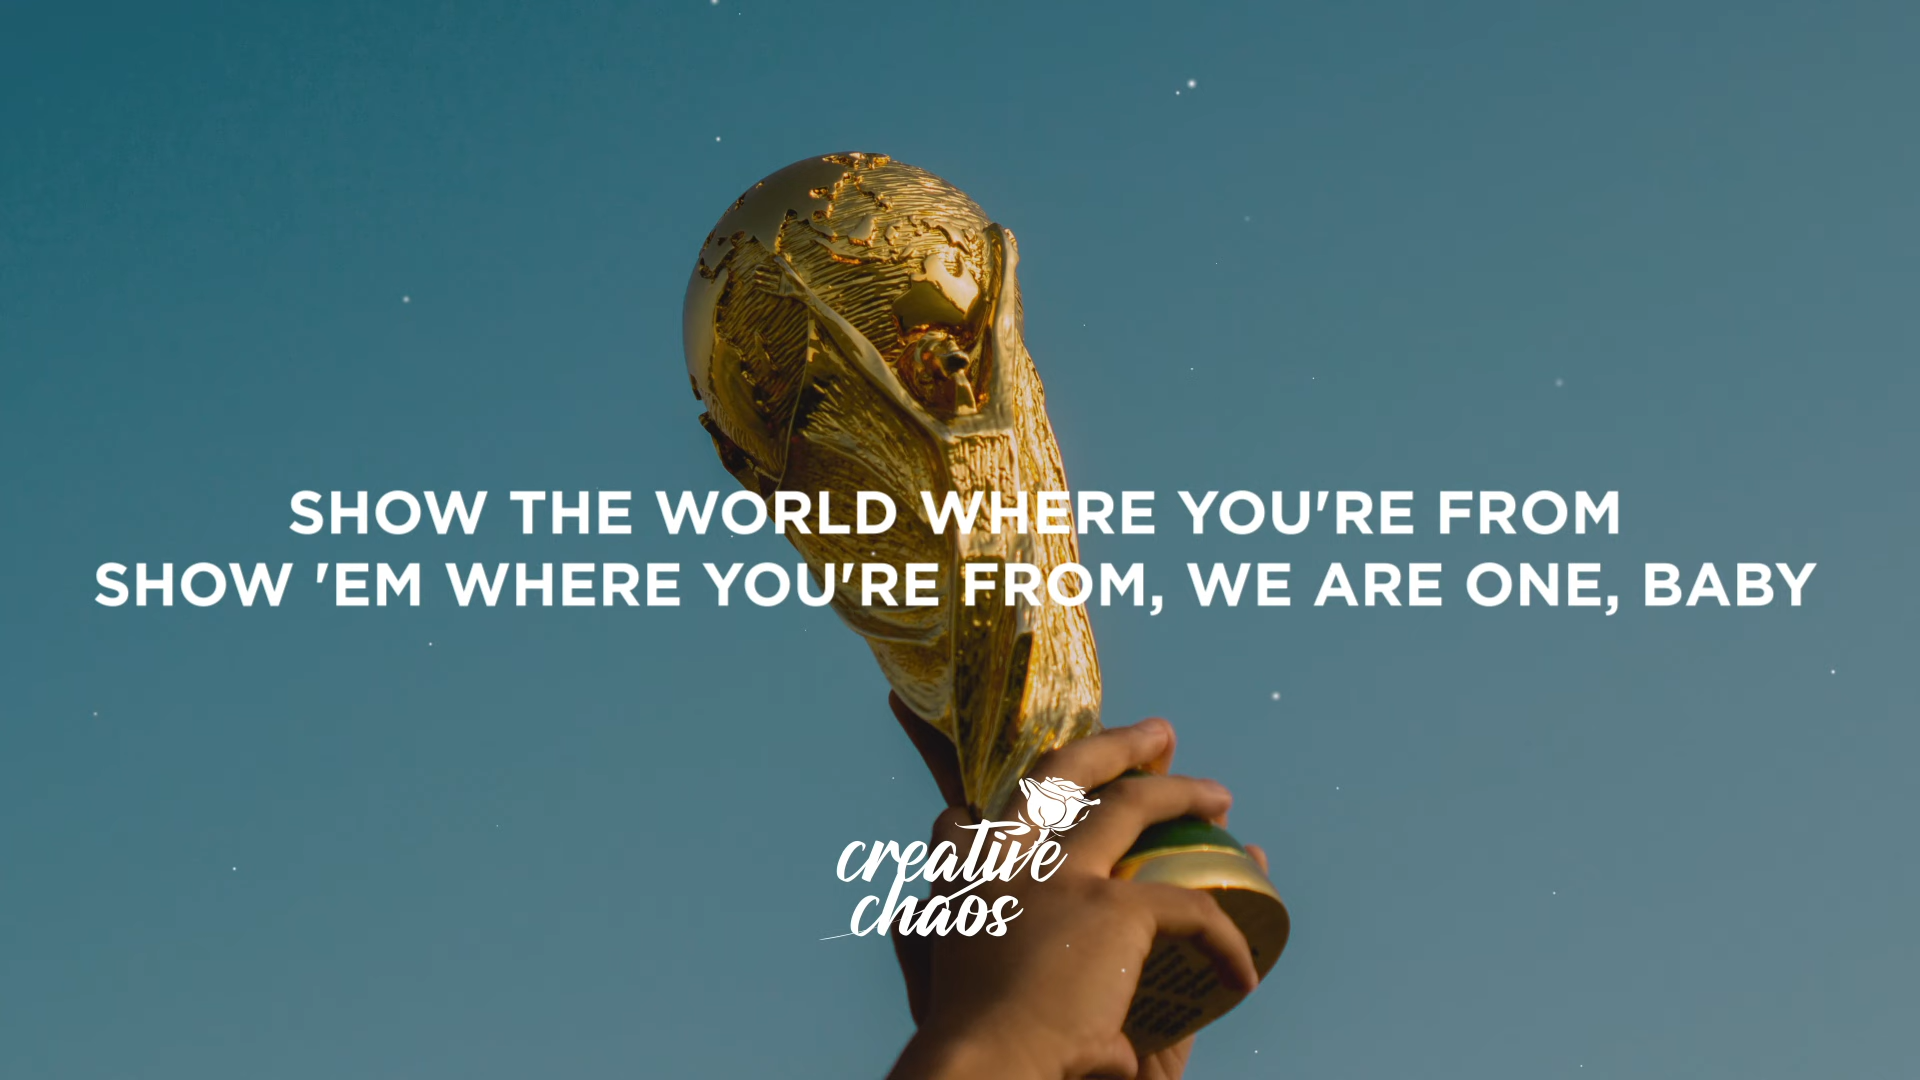 SHOW THE WORLD WHERE YOU'RE FROM
SHOW 'EM WHERE YOU'RE FROM, WE ARE ONE, BABY
creative
chaos